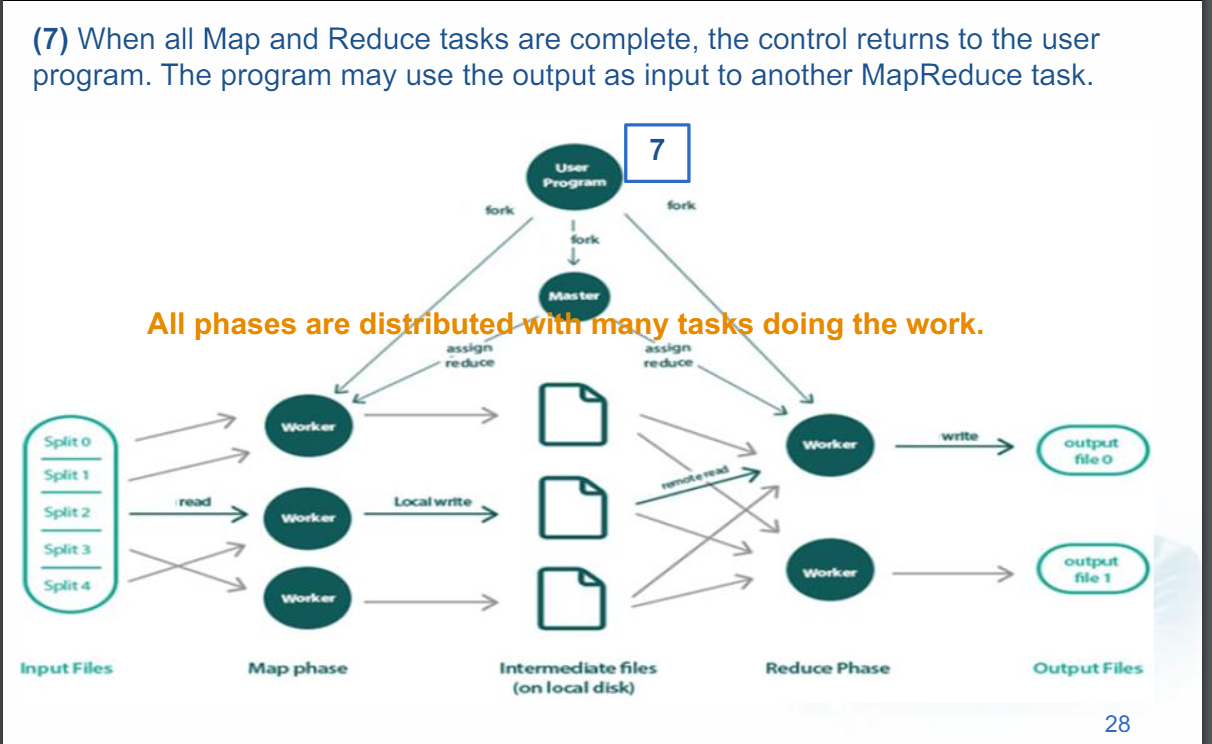 (7) When all Map and Reduce tasks are complete, the control returns to the user
program. The program may use the output as input to another MapReduce task.
7
User
Program
fork
fork
fork
Master
All phases are distributed with many tasks doing the work.
assign
reduce
assign
reduce
Split 0
Split 1
Split 2
Split 3
Split 4
read
Worker
Worker
Worker
Local write
remote read
Worker
Worker
write
output
file 0
output
file 1
Input Files
Map phase
Intermediate files
(on local disk)
Reduce Phase
Output Files
28